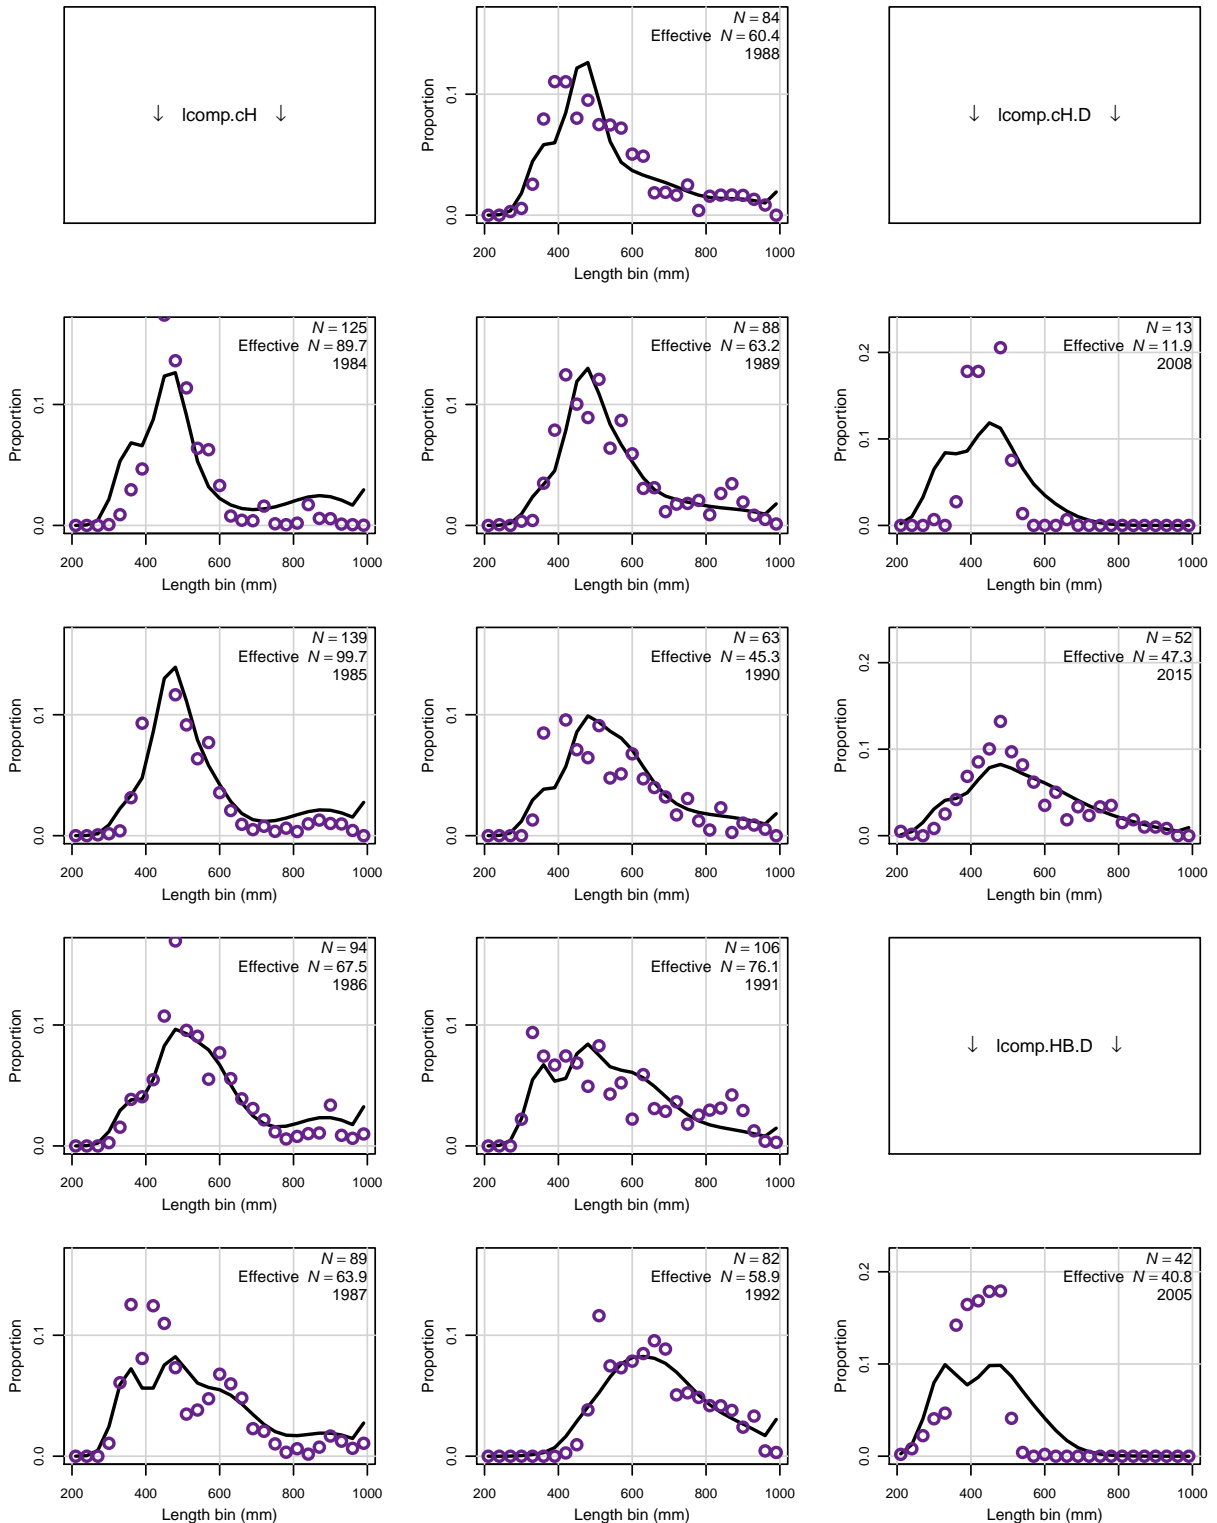 ↓ lcomp.cH ↓
N = 84
Effective N = 60.4
1988
Proportion
0.0
0.1
200 400 600 800 1000
Length bin (mm)
↓ lcomp.cH.D ↓
N = 125
Effective N = 89.7
1984
Proportion
0.0
0.1
200 400 600 800 1000
Length bin (mm)
N = 88
Effective N = 63.2
1989
Proportion
0.0
0.1
200 400 600 800 1000
Length bin (mm)
N = 13
Effective N = 11.9
2008
Proportion
0.0
0.1
0.2
200 400 600 800 1000
Length bin (mm)
N = 139
Effective N = 99.7
1985
Proportion
0.0
0.1
200 400 600 800 1000
Length bin (mm)
N = 63
Effective N = 45.3
1990
Proportion
0.0
0.1
200 400 600 800 1000
Length bin (mm)
N = 52
Effective N = 47.3
2015
Proportion
0.0
0.1
0.2
200 400 600 800 1000
Length bin (mm)
N = 94
Effective N = 67.5
1986
Proportion
0.0
0.1
200 400 600 800 1000
Length bin (mm)
N = 106
Effective N = 76.1
1991
Proportion
0.0
0.1
200 400 600 800 1000
Length bin (mm)
↓ lcomp.HB.D ↓
N = 89
Effective N = 63.9
1987
Proportion
0.0
0.1
200 400 600 800 1000
Length bin (mm)
N = 82
Effective N = 58.9
1992
Proportion
0.0
0.1
200 400 600 800 1000
Length bin (mm)
N = 42
Effective N = 40.8
2005
Proportion
0.0
0.1
0.2
200 400 600 800 1000
Length bin (mm)